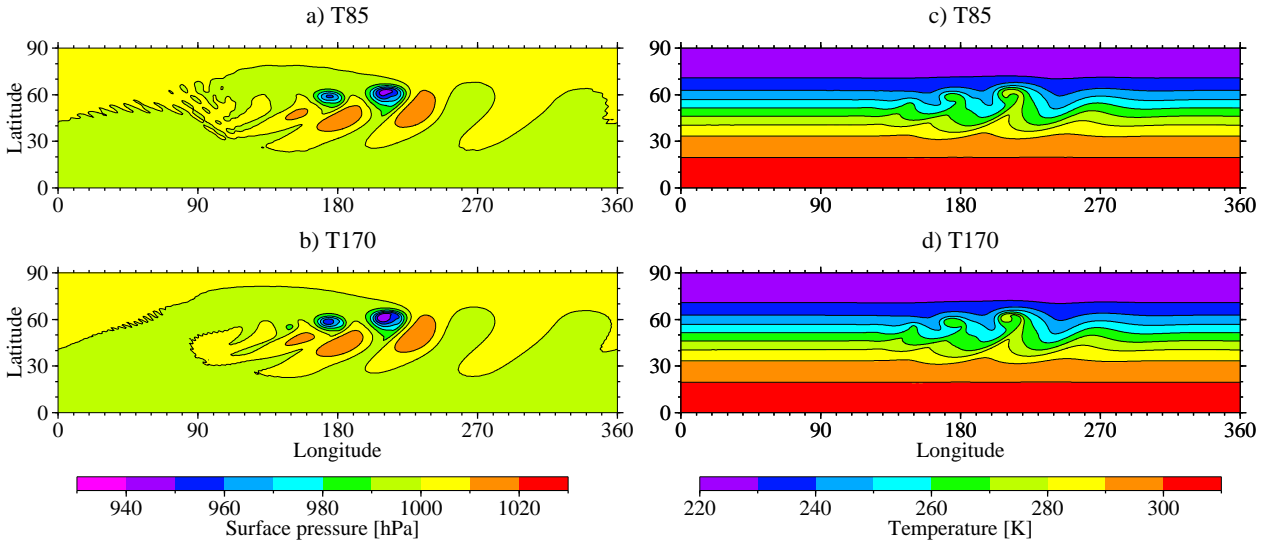 a) T85
c) T85
90
60
30
0
Latitude
0 90 180 270 360
90
60
30
0
0 90 180 270 360
b) T170
d) T170
90
60
30
0
Latitude
0 90 180 270 360
Longitude
90
60
30
0
0 90 180 270 360
Longitude
940 960 980 1000 1020
Surface pressure [hPa]
220 240 260 280 300
Temperature [K]